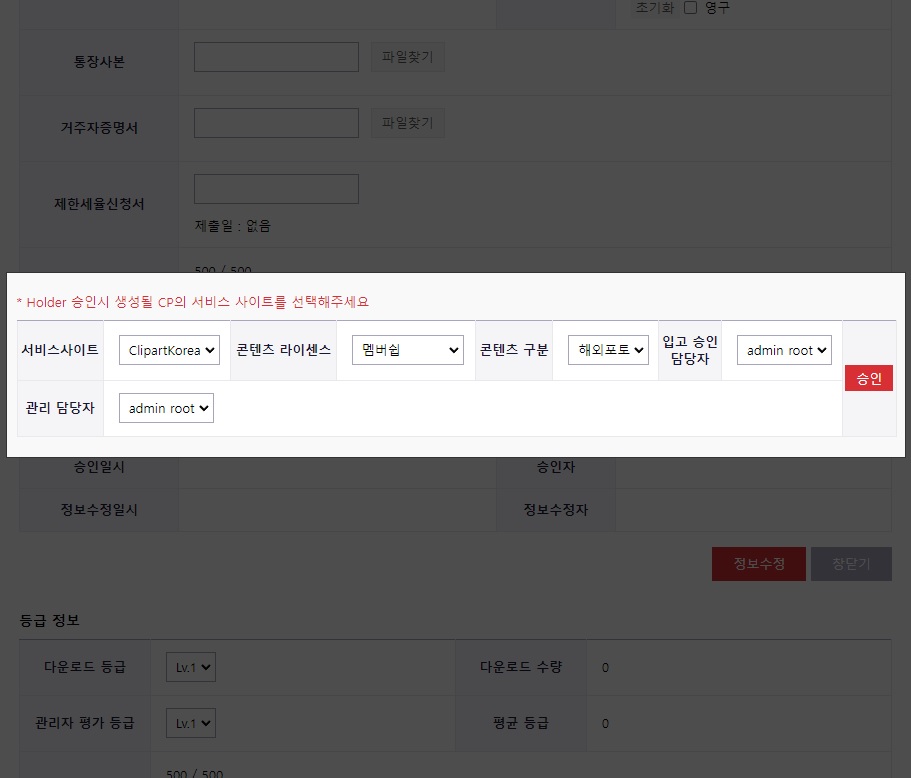 초기화 영구
통장사본 파일찾기
거주자증명서 파일찾기
제한세율신청서
제출일 : 없음
500 / 500
* Holder 승인시 생성될 CP의 서비스 사이트를 선택해주세요
서비스사이트 ClipartKorea 콘텐츠 라이센스 멤버쉽 콘텐츠 구분 해외포토 입고 승인 담당자 admin root 승인
관리 담당자 admin root
승인일시 승인자
정보수정일시 정보수정자
정보수정 창닫기
등급 정보
다운로드 등급 Lv.1 다운로드 수량 0
관리자 평가 등급 Lv.1 평균 등급 0
500 / 500